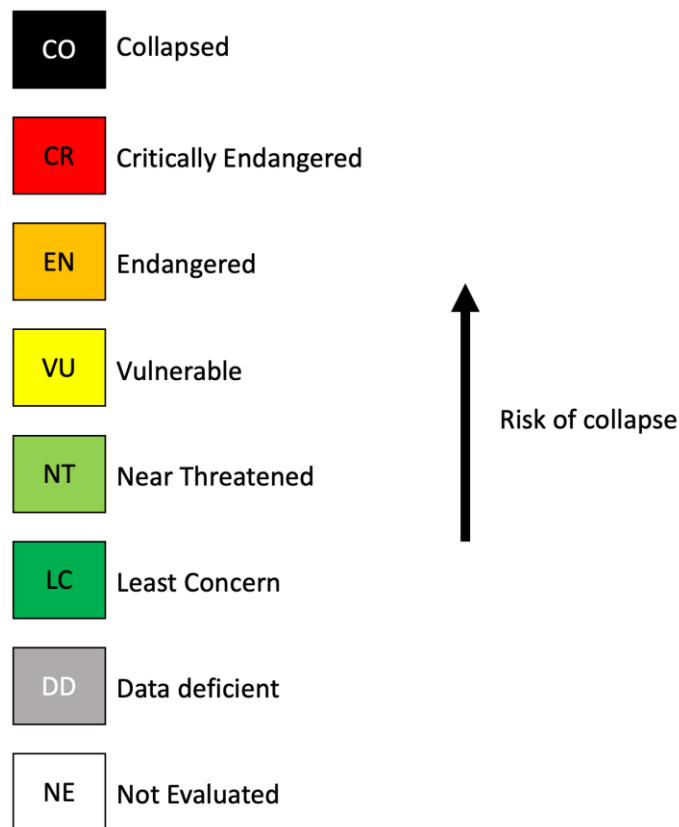 CO Collapsed
CR Critically Endangered
EN Endangered
VU Vulnerable
Risk of collapse
NT Near Threatened
LC Least Concern
DD Data deficient
NE Not Evaluated